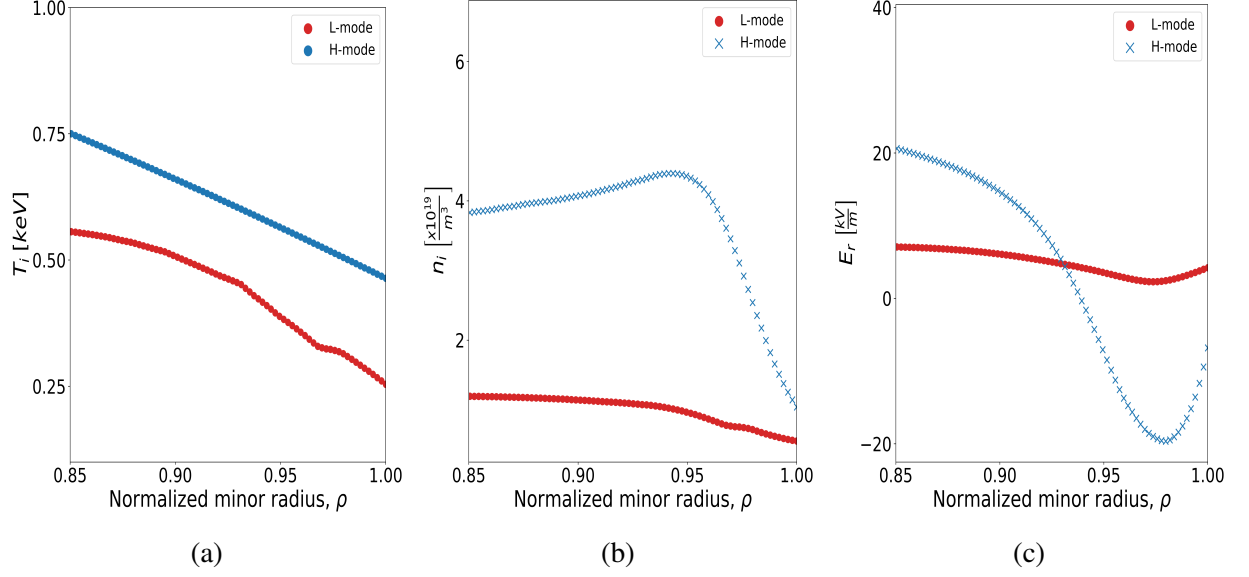 1.00
0.75
0.50
0.25
T_i [keV]
L-mode
H-mode
0.85 0.90 0.95 1.00
Normalized minor radius, ρ
(a)
6
4
2
n_i [x10^19/m^3]
L-mode
H-mode
0.85 0.90 0.95 1.00
Normalized minor radius, ρ
(b)
40
20
0
−20
E_r [kV/m]
L-mode
H-mode
0.85 0.90 0.95 1.00
Normalized minor radius, ρ
(c)